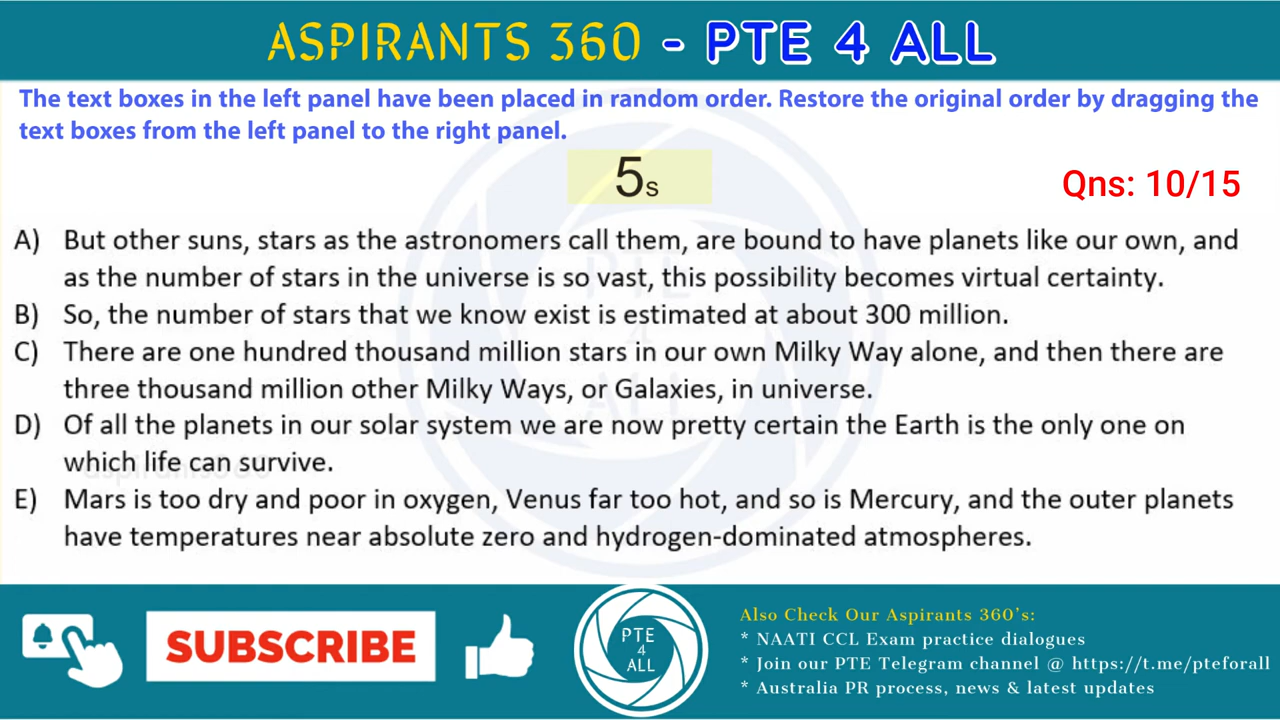 ASPIRANTS 360 - PTE 4 ALL
The text boxes in the left panel have been placed in random order. Restore the original order by dragging the
text boxes from the left panel to the right panel.
5s
Qns: 10/15
A) But other suns, stars as the astronomers call them, are bound to have planets like our own, and
as the number of stars in the universe is so vast, this possibility becomes virtual certainty.
B) So, the number of stars that we know exist is estimated at about 300 million.
C) There are one hundred thousand million stars in our own Milky Way alone, and then there are
three thousand million other Milky Ways, or Galaxies, in universe.
D) Of all the planets in our solar system we are now pretty certain the Earth is the only one on
which life can survive.
E) Mars is too dry and poor in oxygen, Venus far too hot, and so is Mercury, and the outer planets
have temperatures near absolute zero and hydrogen-dominated atmospheres.
PTE
4
ALL
aspirants360
SUBSCRIBE
PTE
4
ALL
Also Check Our Aspirants 360's:
* NAATI CCL Exam practice dialogues
* Join our PTE Telegram channel @ https://t.me/pteforall
* Australia PR process, news & latest updates